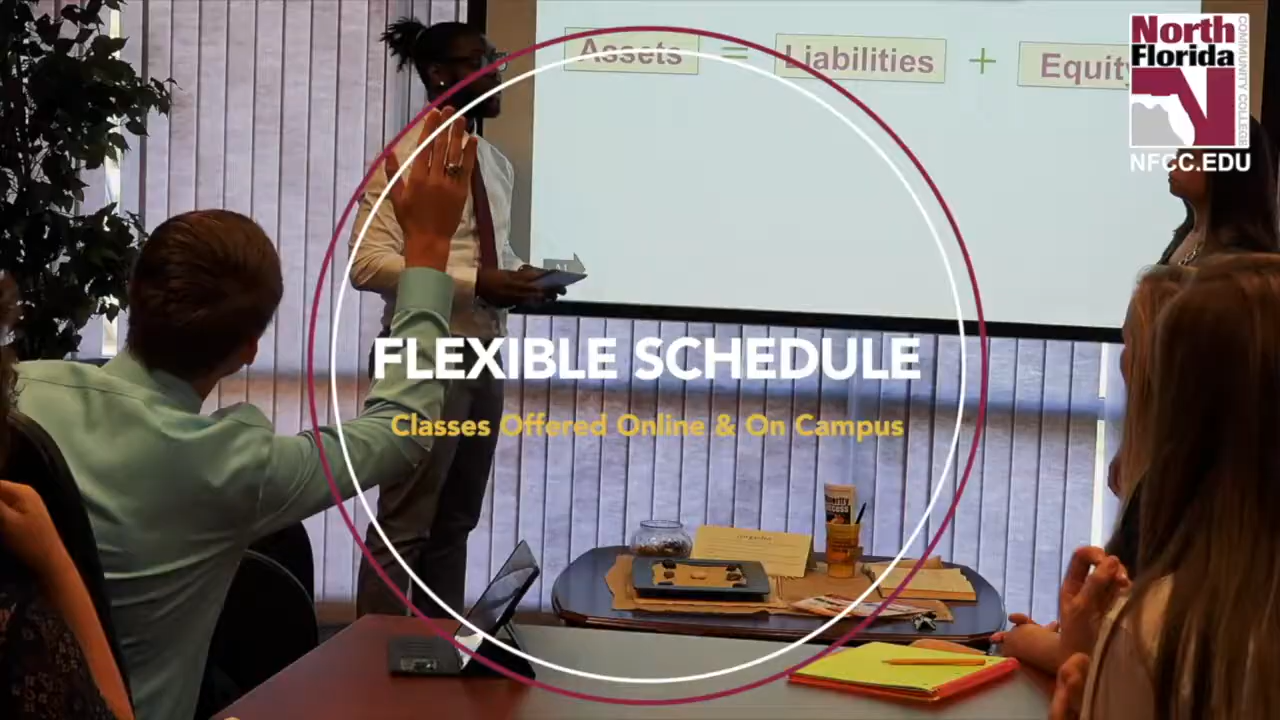 Assets = Liabilities + Equity
North
Florida
COMMUNITY COLLEGE
NFCC.EDU
FLEXIBLE SCHEDULE
Classes Offered Online & On Campus